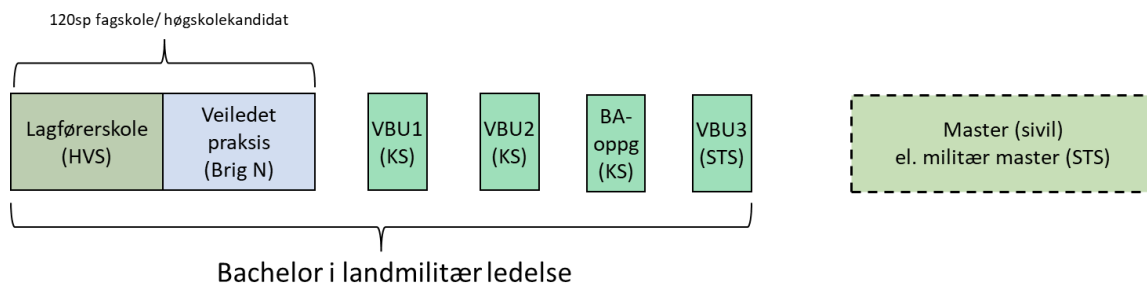 120sp fagskole/ høgskolekandidat
Lagførerskole
(HVS)
Veiledet
praksis
(Brig N)
VBU1
(KS)
VBU2
(KS)
BA-
oppg
(KS)
VBU3
(STS)
Master (sivil)
el. militær master (STS)
Bachelor i landmilitær ledelse